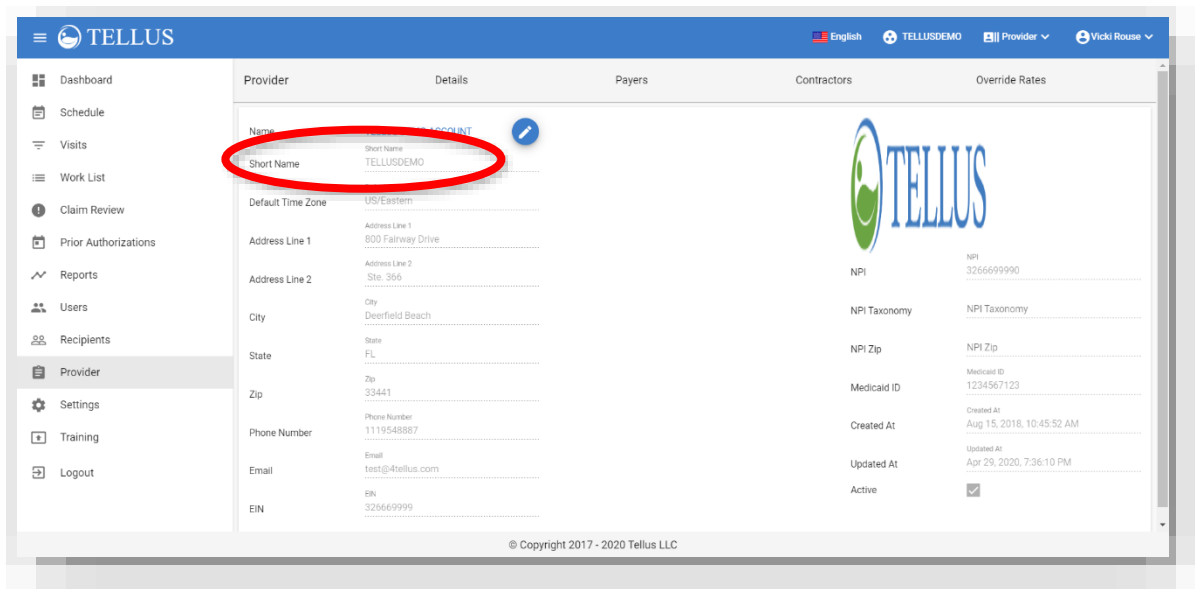 TELLUS
English TELLUSDEMO Provider Vicki Rouse
Dashboard
Schedule
Visits
Work List
Claim Review
Prior Authorizations
Reports
Users
Recipients
Provider
Settings
Training
Logout
Provider Details Payers Contractors Override Rates
Name ACCOUNT
Short Name
Short Name TELLUSDEMO
Default Time Zone US/Eastern
Address Line 1
Address Line 1 800 Fairway Drive
Address Line 2
Address Line 2 Ste. 366
City
City Deerfield Beach
State
State FL
Zip
Zip 33441
Phone Number
Phone Number 1119548887
Email
Email test@4tellus.com
EIN
EIN 326669999
TELLUS
NPI
NPI 3266699990
NPI Taxonomy NPI Taxonomy
NPI Zip NPI Zip
Medicaid ID
Medicaid ID 1234567123
Created At
Created At Aug 15, 2018, 10:45:52 AM
Updated At
Updated At Apr 29, 2020, 7:36:10 PM
Active
© Copyright 2017 - 2020 Tellus LLC